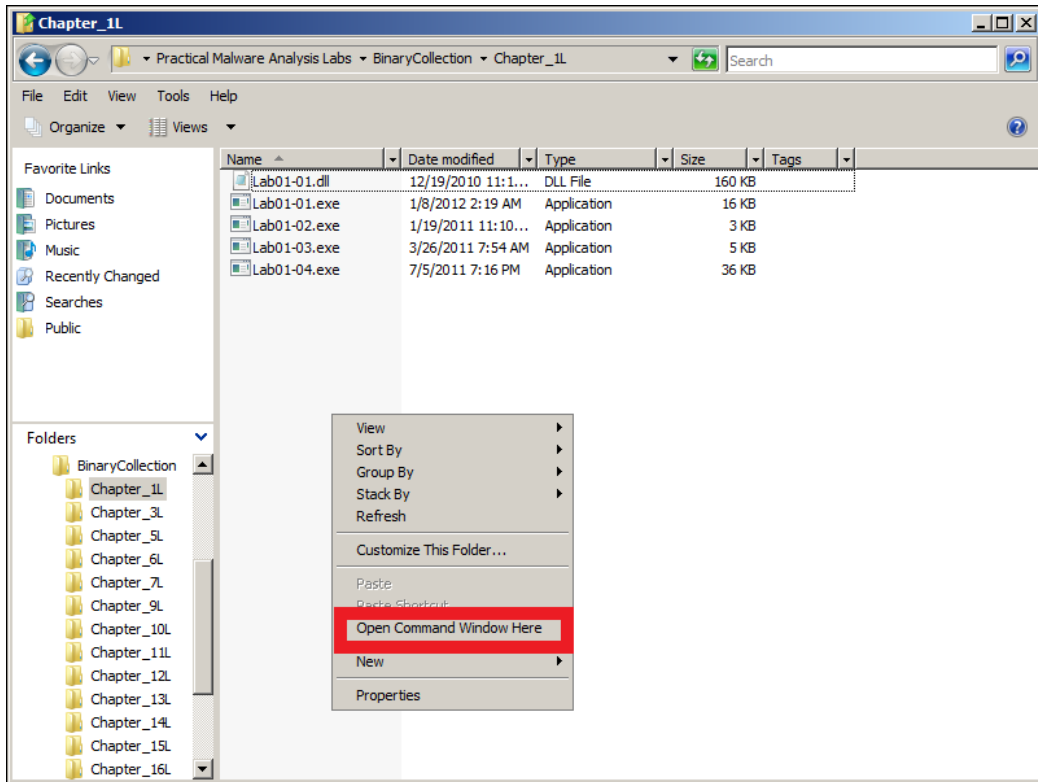 Chapter_1L
Practical Malware Analysis Labs BinaryCollection Chapter_1L Search
File Edit View Tools Help
Organize Views
Favorite Links
Documents
Pictures
Music
Recently Changed
Searches
Public
Folders
BinaryCollection
Chapter_1L
Chapter_3L
Chapter_5L
Chapter_6L
Chapter_7L
Chapter_9L
Chapter_10L
Chapter_11L
Chapter_12L
Chapter_13L
Chapter_14L
Chapter_15L
Chapter_16L
Name Date modified Type Size Tags
Lab01-01.dll 12/19/2010 11:1... DLL File 160 KB
Lab01-01.exe 1/8/2012 2:19 AM Application 16 KB
Lab01-02.exe 1/19/2011 11:10... Application 3 KB
Lab01-03.exe 3/26/2011 7:54 AM Application 5 KB
Lab01-04.exe 7/5/2011 7:16 PM Application 36 KB
View
Sort By
Group By
Stack By
Refresh
Customize This Folder...
Paste
Paste Shortcut
Open Command Window Here
New
Properties